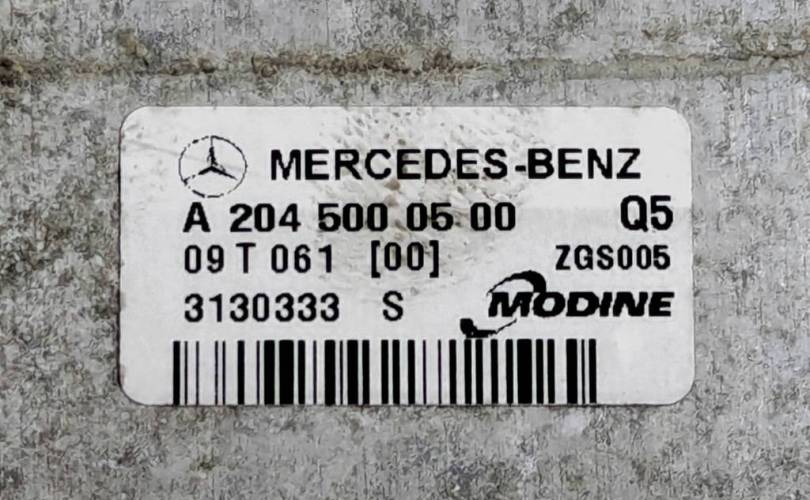 MERCEDES-BENZ
A 204 500 05 00 Q5
09 T 061 [00] ZGS005
3130333 S MODINE